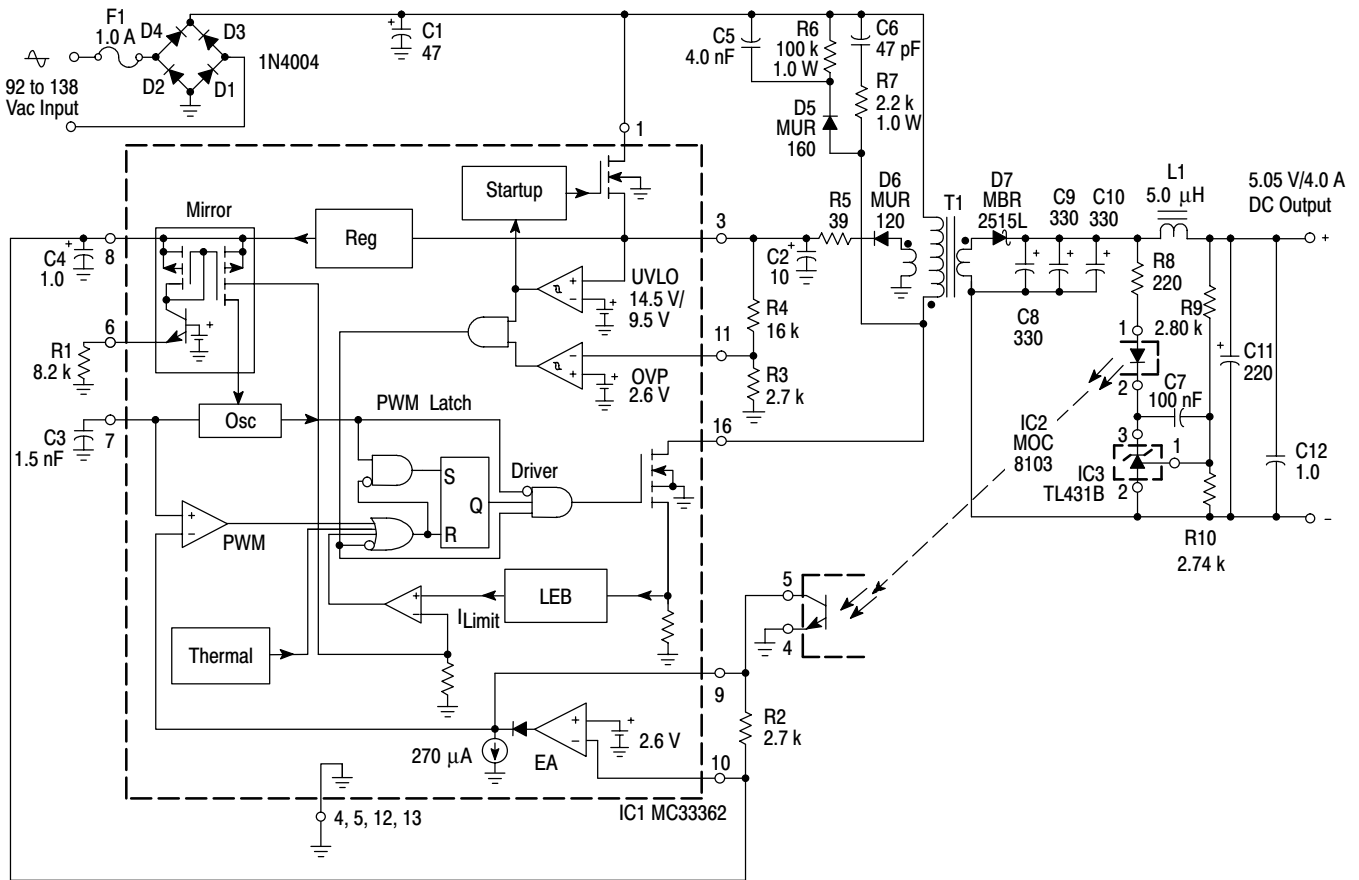 F1
1.0 A
D4
D3
D2
D1
1N4004
92 to 138
Vac Input
C1
47
+
C5
4.0 nF
R6
100 k
1.0 W
C6
47 pF
R7
2.2 k
1.0 W
D5
MUR
160
1
Startup
Mirror
Reg
8
C4
1.0
+
6
R1
8.2 k
+
3
R5
39
D6
MUR
120
T1
D7
MBR
2515L
C9
330
C10
330
L1
5.0 μH
5.05 V/4.0 A
DC Output
+
C2
10
+
UVLO
14.5 V/
9.5 V
+
–
+
R4
16 k
11
R3
2.7 k
OVP
2.6 V
–
+
+
C8
330
+
+
+
R8
220
R9
2.80 k
1
2
C7
100 nF
C11
220
+
IC2
MOC
8103
3
1
IC3
TL431B
2
C12
1.0
–
R10
2.74 k
C3
1.5 nF
7
Osc
PWM Latch
S
Q
R
Driver
16
+
–
PWM
LEB
+
–
ILimit
Thermal
5
4
9
R2
2.7 k
270 μA
EA
+
–
+
2.6 V
10
4, 5, 12, 13
IC1 MC33362